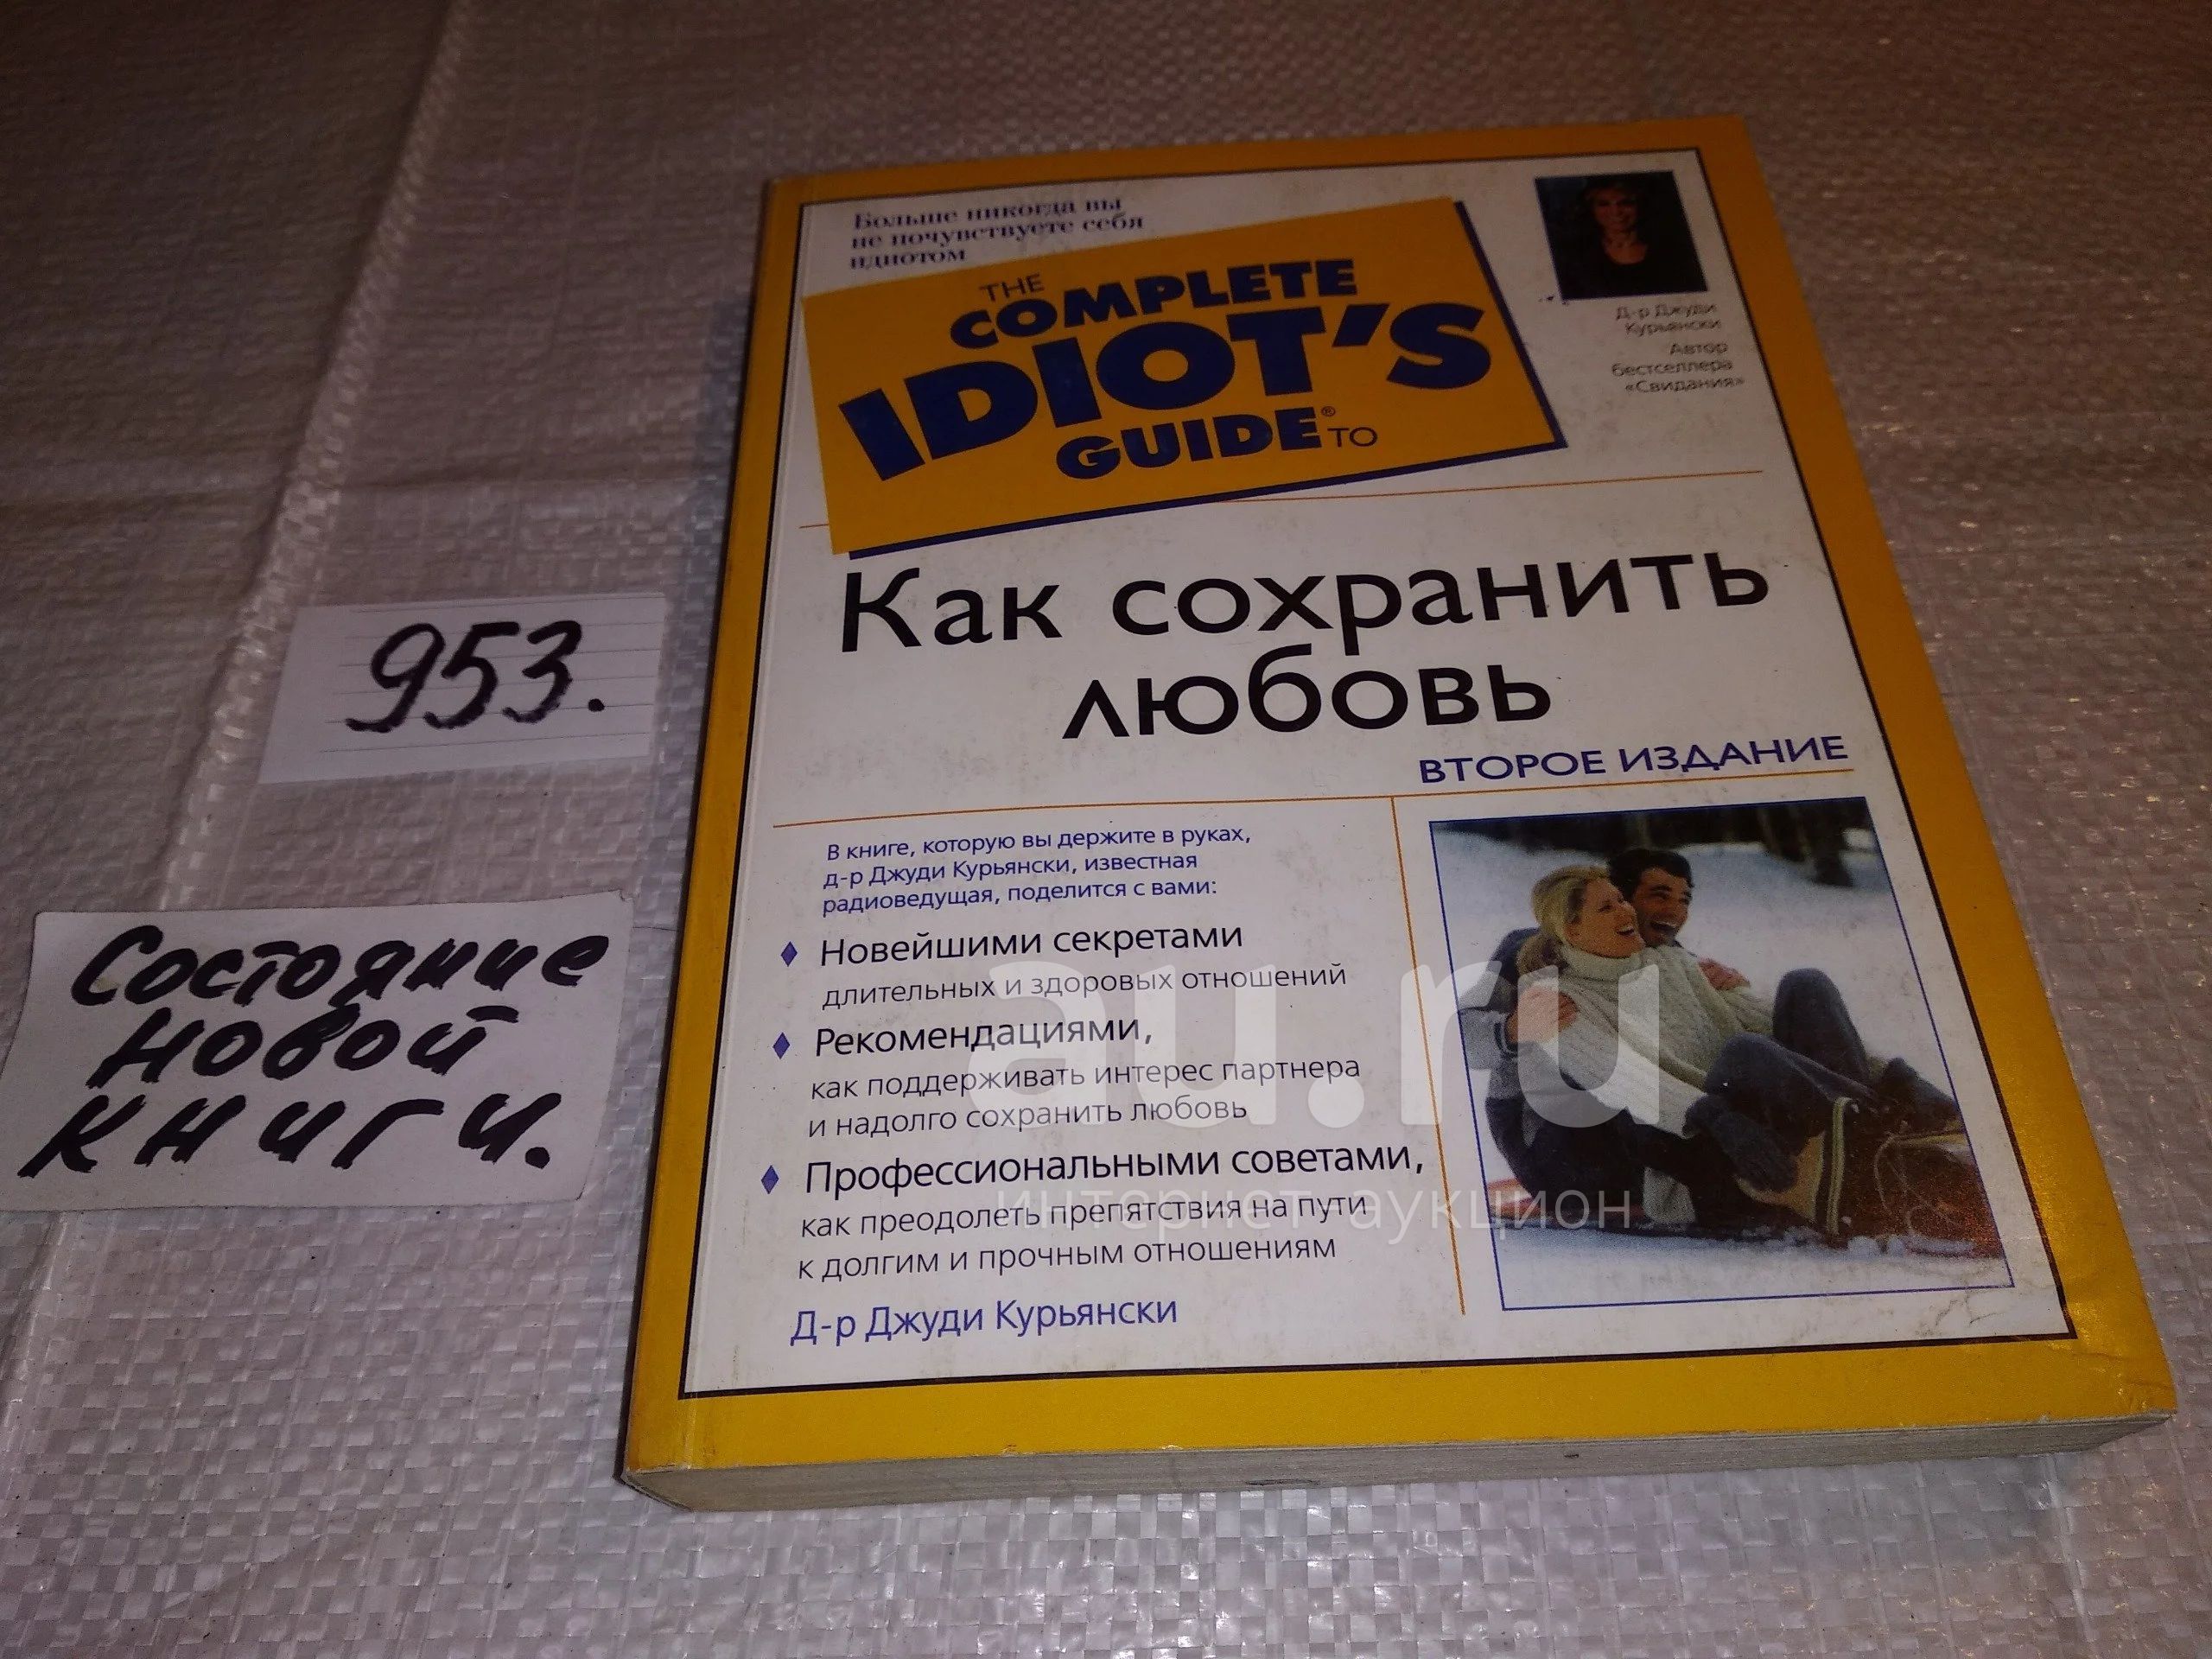 953.
Состояние
новой
книги.
Больше никогда вы
не почувствуете себя
идиотом
THE
COMPLETE
IDIOT'S
GUIDE® TO
Д-р Джуди
Курьянски
Автор
бестселлера
«Свидания»
Как сохранить
любовь
ВТОРОЕ ИЗДАНИЕ
В книге, которую вы держите в руках,
д-р Джуди Курьянски, известная
радиоведущая, поделится с вами:
♦ Новейшими секретами
длительных и здоровых отношений
♦ Рекомендациями,
как поддерживать интерес партнера
и надолго сохранить любовь
♦ Профессиональными советами,
как преодолеть препятствия на пути
к долгим и прочным отношениям
Д-р Джуди Курьянски
au.ru
интернет-аукцион